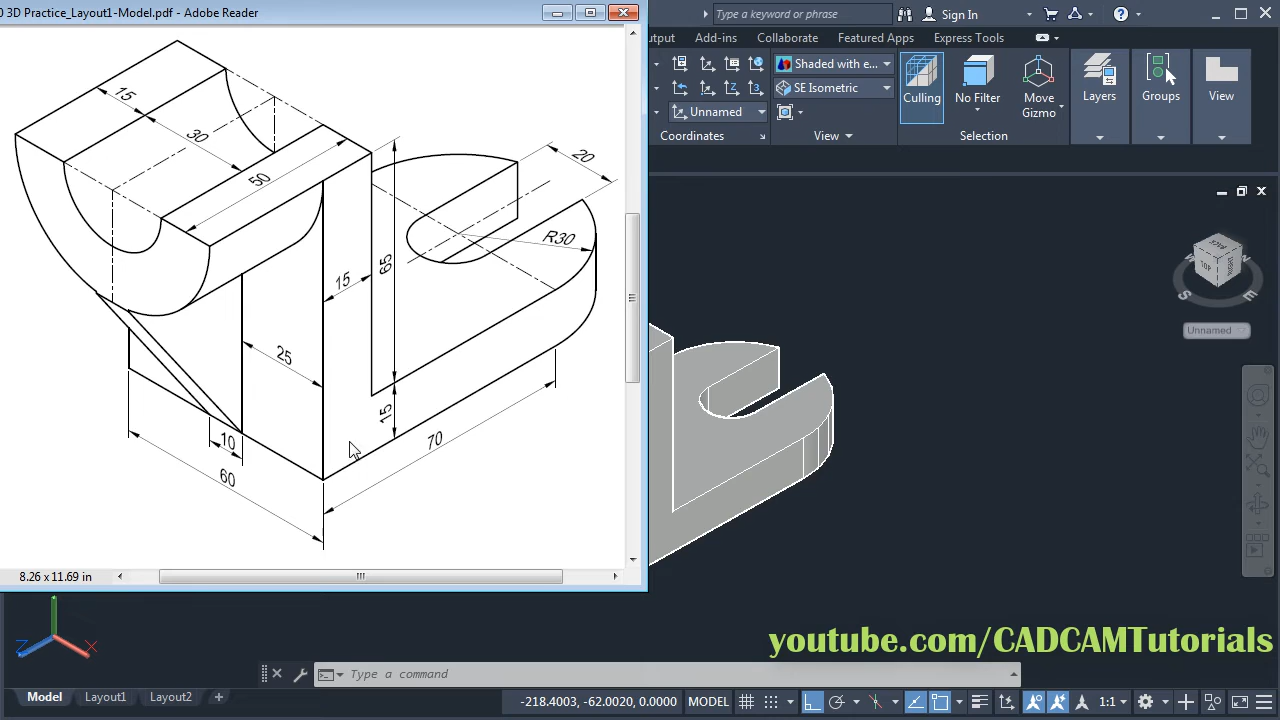 0 3D Practice_Layout1-Model.pdf - Adobe Reader
Type a keyword or phrase
Sign In
utput
Add-ins
Collaborate
Featured Apps
Express Tools
Shaded with e...
SE Isometric
Unnamed
Coordinates
View
Culling
No Filter
Move
Gizmo
Selection
Layers
Groups
View
15
30
50
20
R30
65
15
25
15
10
60
70
8.26 x 11.69 in
TOP
BACK
N
S
E
Unnamed
Z
X
youtube.com/CADCAMTutorials
Type a command
Model
Layout1
Layout2
-218.4003, -62.0020, 0.0000
MODEL
1:1